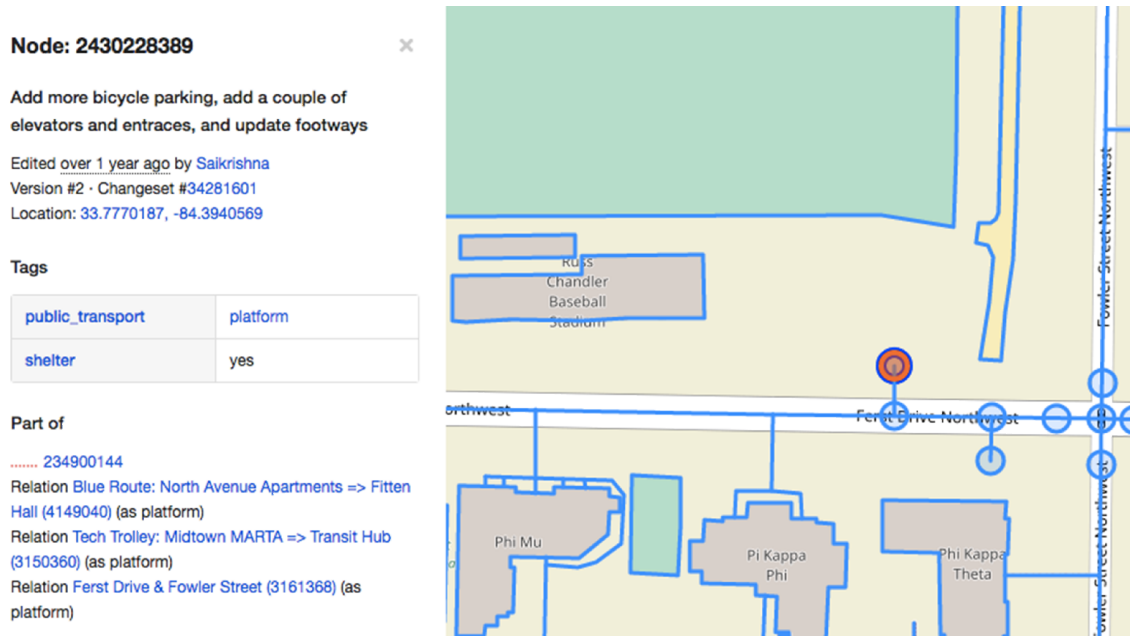 Node: 2430228389
×
Add more bicycle parking, add a couple of
elevators and entraces, and update footways
Edited over 1 year ago by Saikrishna
Version #2 · Changeset #34281601
Location: 33.7770187, -84.3940569
Tags
public_transport platform
shelter yes
Part of
....... 234900144
Relation Blue Route: North Avenue Apartments => Fitten
Hall (4149040) (as platform)
Relation Tech Trolley: Midtown MARTA => Transit Hub
(3150360) (as platform)
Relation Ferst Drive & Fowler Street (3161368) (as
platform)
Russ
Chandler
Baseball
Stadium
Fowler Street Northwest
orthwest
Ferst Drive Northwest
Phi Mu
Pi Kappa
Phi
Phi Kappa
Theta
owler Street Northwest